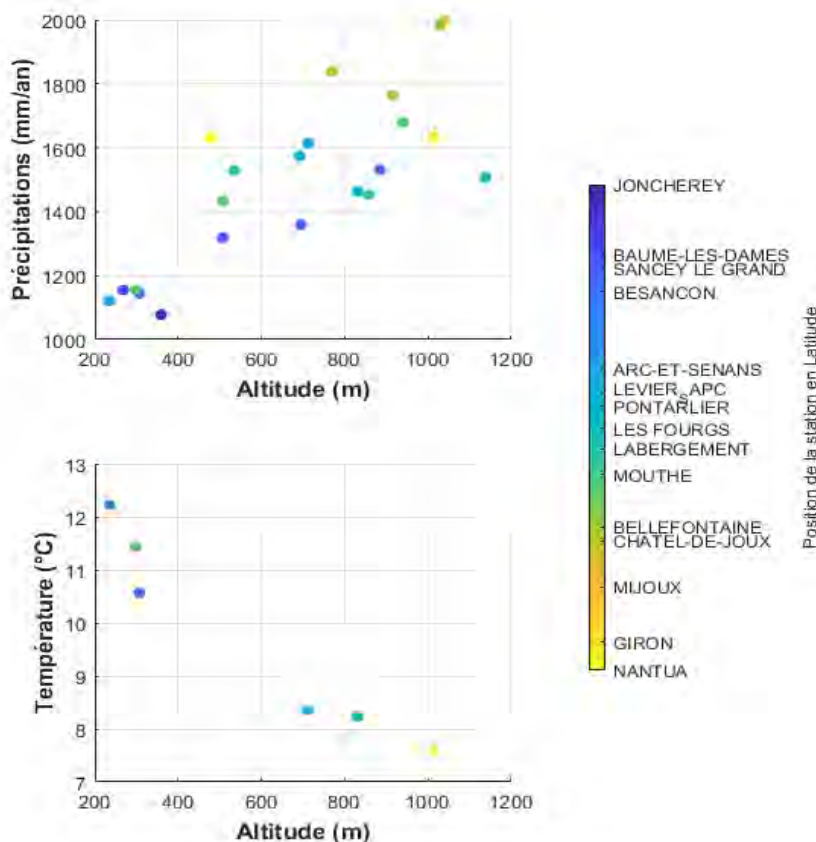 2000
1800
1600
1400
1200
1000
Précipitations (mm/an)
200 400 600 800 1000 1200
Altitude (m)
13
12
11
10
9
8
7
Température (°C)
200 400 600 800 1000 1200
Altitude (m)
JONCHEREY
BAUME-LES-DAMES
SANCEY LE GRAND
BESANCON
ARC-ET-SENANS
LEVIER_SAPC
PONTARLIER
LES FOURGS
LABERGEMENT
MOUTHE
BELLEFONTAINE
CHATEL-DE-JOUX
MIJOUX
GIRON
NANTUA
Position de la station en Latitude